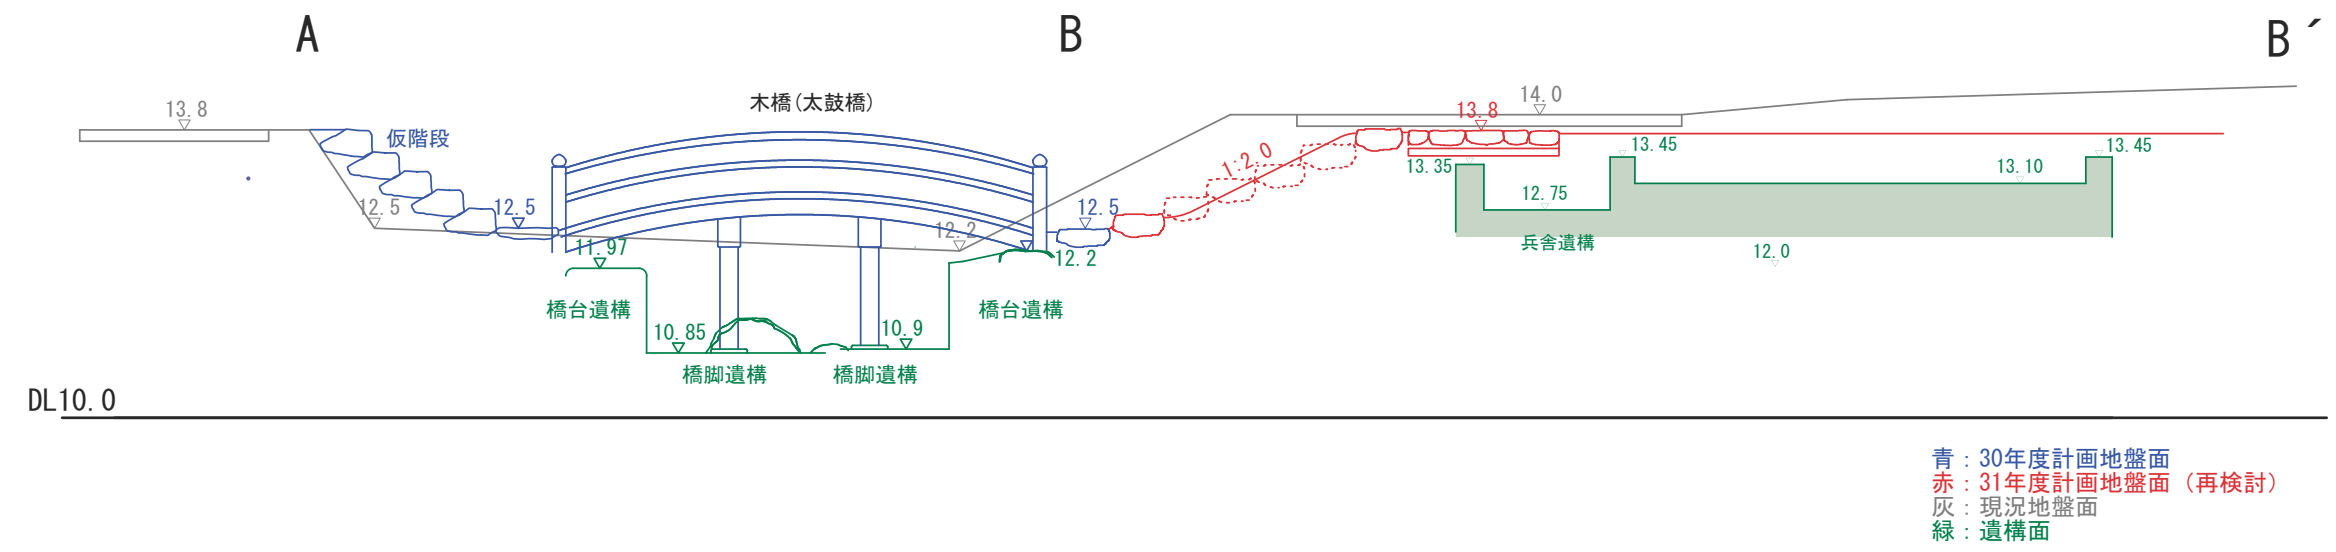 A
B
B´
木橋(太鼓橋)
13.8
仮階段
12.5
12.5
14.0
13.8
1:2.0
12.5
12.2
12.2
13.35
13.45
12.75
13.10
13.45
兵舎遺構
12.0
11.97
橋台遺構
橋台遺構
10.85
10.9
橋脚遺構
橋脚遺構
DL10.0
青：30年度計画地盤面
赤：31年度計画地盤面（再検討）
灰：現況地盤面
緑：遺構面